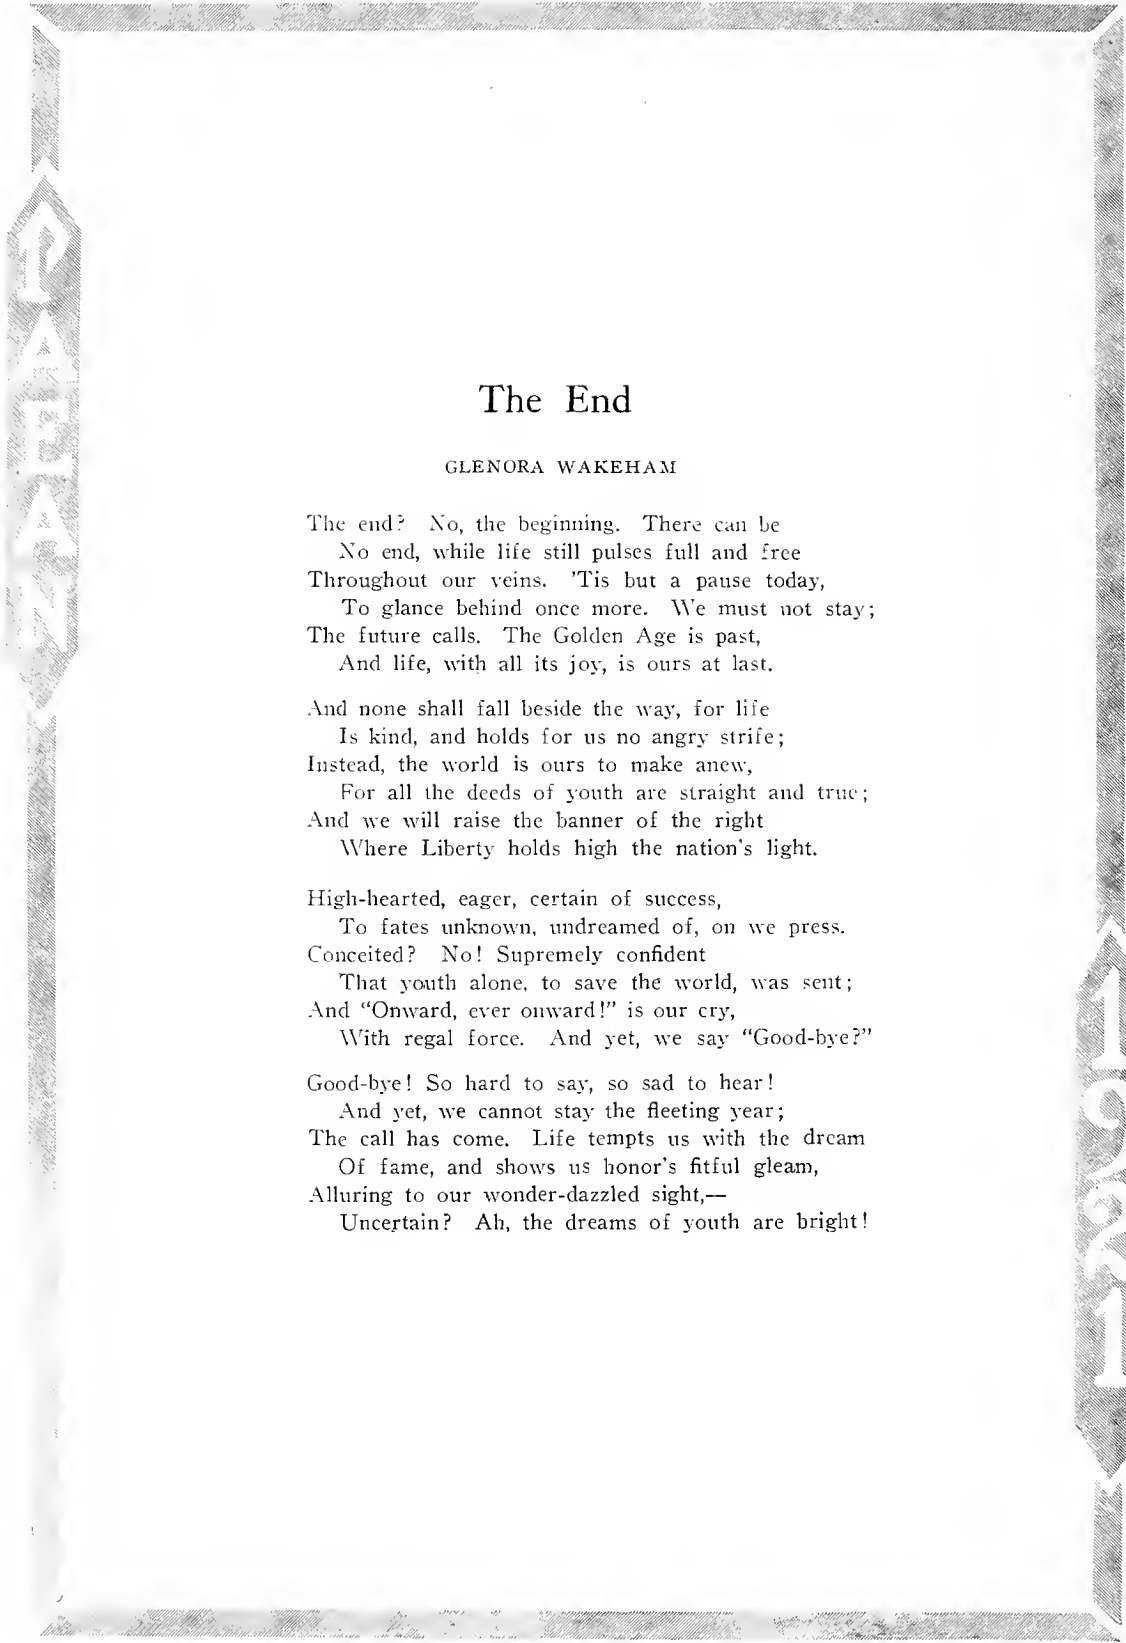 PAEAN
The End
GLENORA WAKEHAM
The end? No, the beginning. There can be
No end, while life still pulses full and free
Throughout our veins. 'Tis but a pause today,
To glance behind once more. We must not stay;
The future calls. The Golden Age is past,
And life, with all its joy, is ours at last.
And none shall fall beside the way, for life
Is kind, and holds for us no angry strife;
Instead, the world is ours to make anew,
For all the deeds of youth are straight and true;
And we will raise the banner of the right
Where Liberty holds high the nation's light.
High-hearted, eager, certain of success,
To fates unknown, undreamed of, on we press.
Conceited? No! Supremely confident
That youth alone, to save the world, was sent;
And "Onward, ever onward!" is our cry,
With regal force. And yet, we say "Good-bye?"
Good-bye! So hard to say, so sad to hear!
And yet, we cannot stay the fleeting year;
The call has come. Life tempts us with the dream
Of fame, and shows us honor's fitful gleam,
Alluring to our wonder-dazzled sight,—
Uncertain? Ah, the dreams of youth are bright!
1921